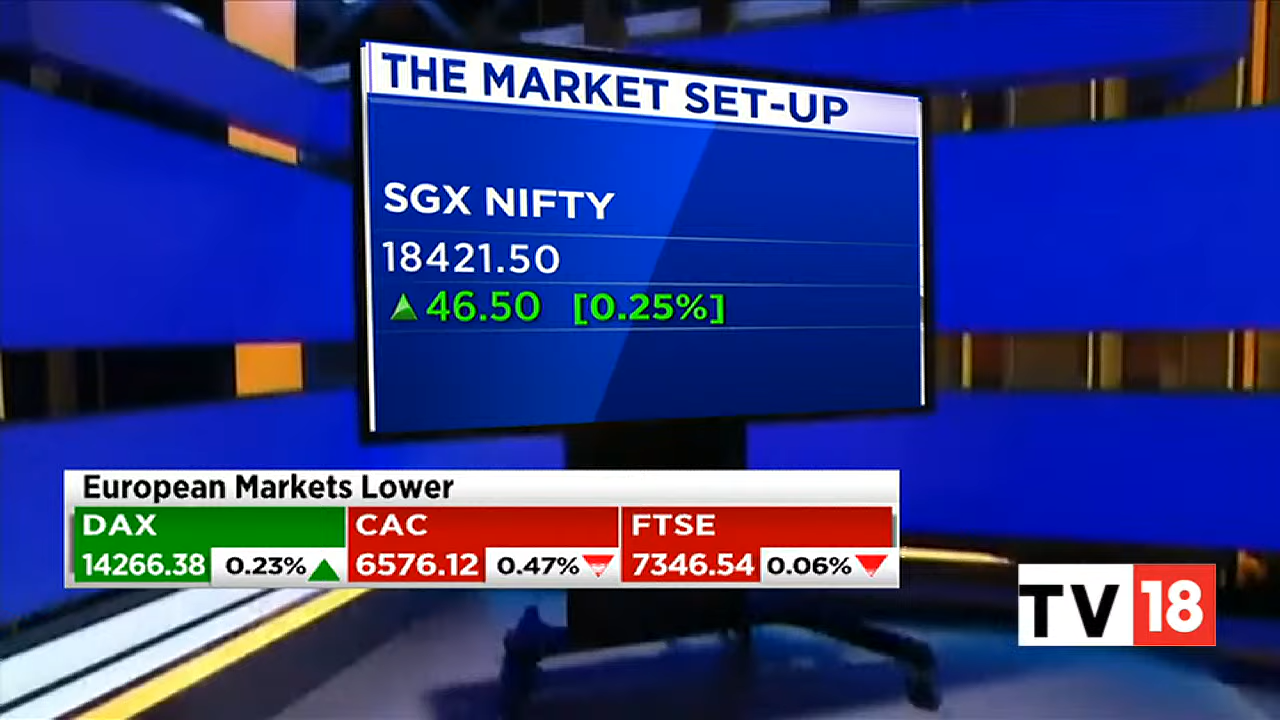 THE MARKET SET-UP
SGX NIFTY
18421.50
▲46.50 [0.25%]
European Markets Lower
DAX CAC FTSE
14266.38 0.23%▲ 6576.12 0.47%▼ 7346.54 0.06%▼
TV18